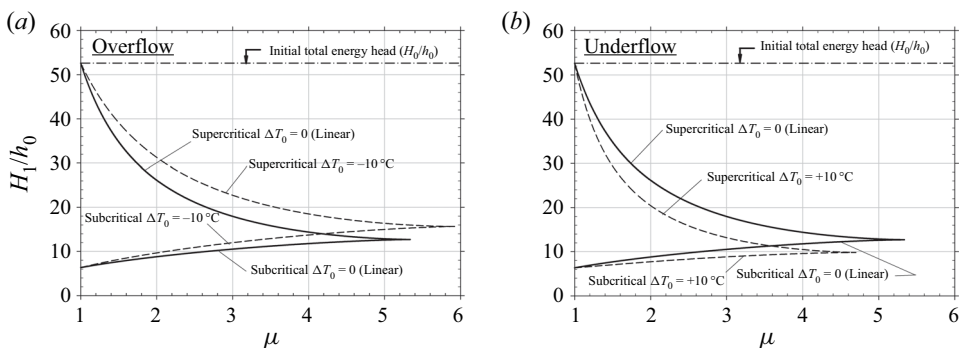 (a)
60
50
40
30
20
10
0
H₁/h₀
Overflow
Initial total energy head (H₀/h₀)
Supercritical ΔT₀ = 0 (Linear)
Supercritical ΔT₀ = –10 °C
Subcritical ΔT₀ = –10 °C
Subcritical ΔT₀ = 0 (Linear)
1 2 3 4 5 6
μ
(b)
60
50
40
30
20
10
0
Underflow
Initial total energy head (H₀/h₀)
Supercritical ΔT₀ = 0 (Linear)
Supercritical ΔT₀ = +10 °C
Subcritical ΔT₀ = +10 °C
Subcritical ΔT₀ = 0 (Linear)
1 2 3 4 5 6
μ